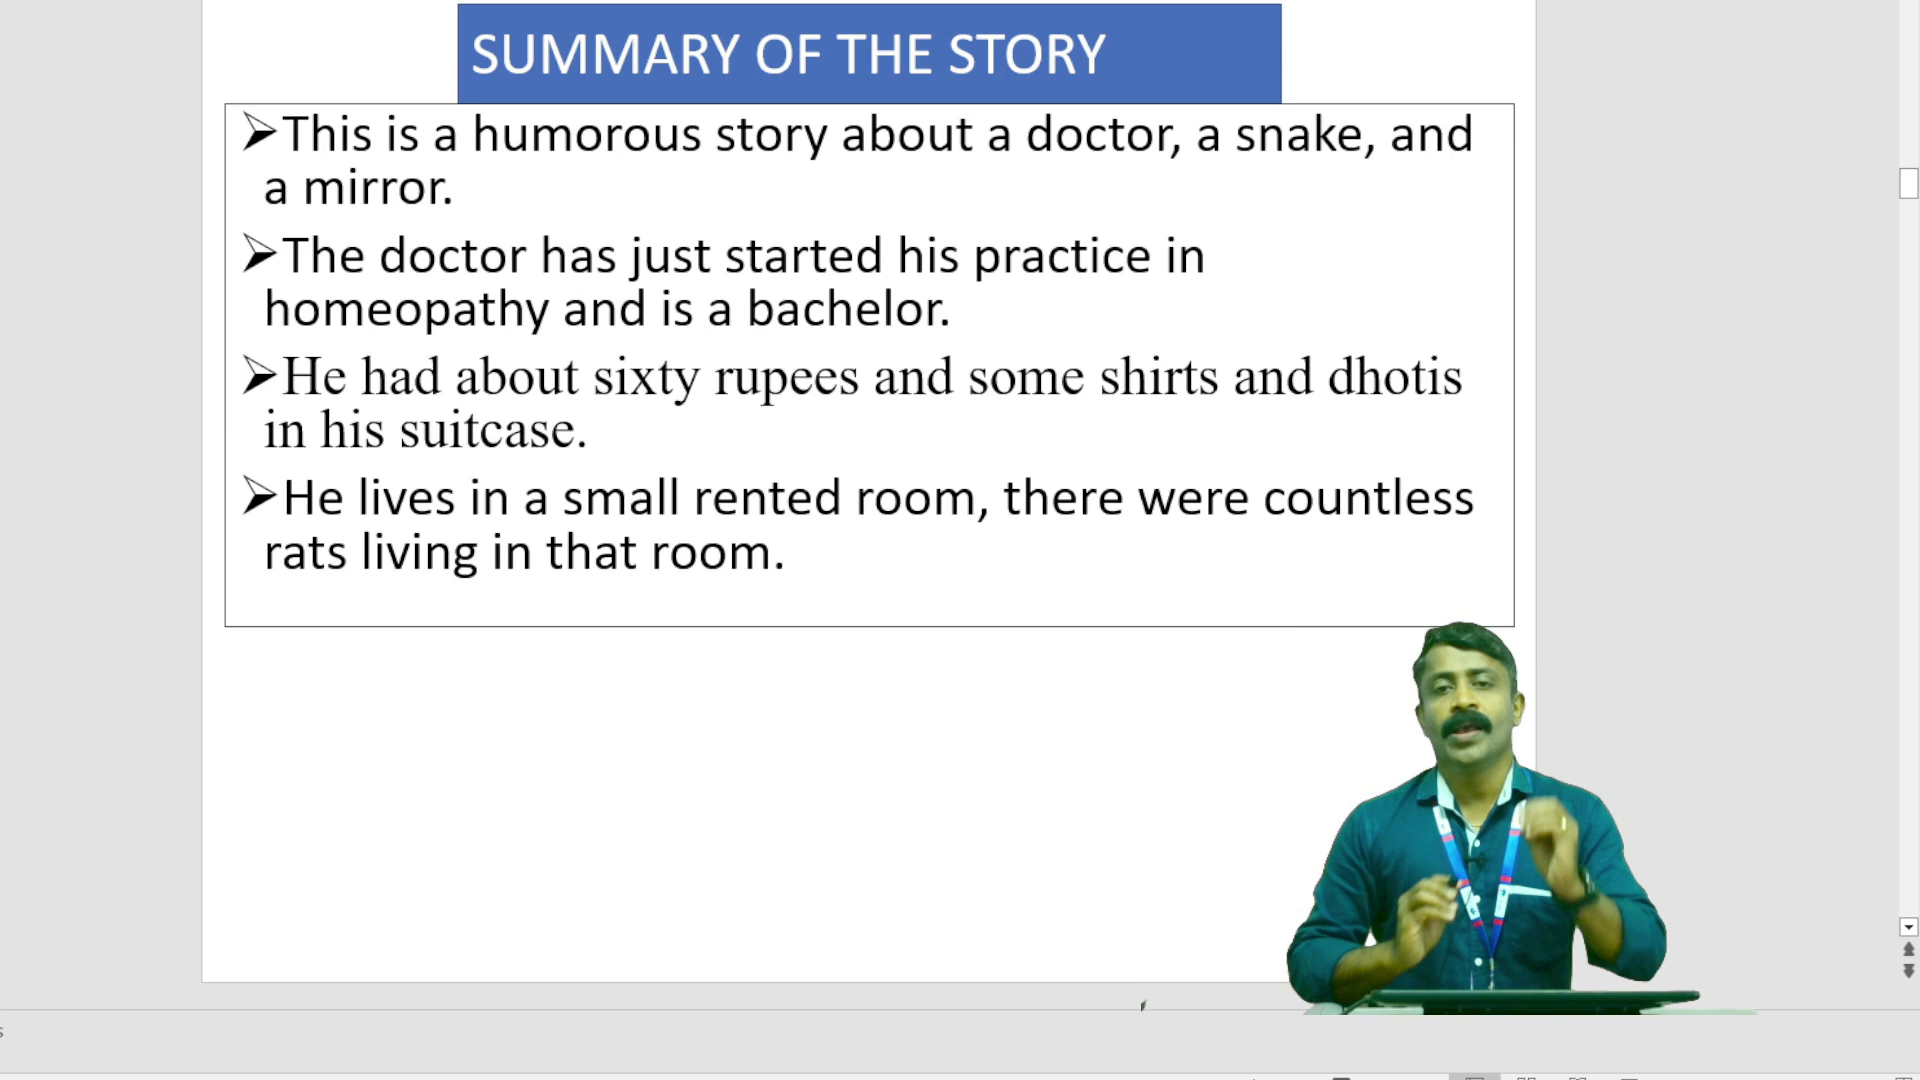 SUMMARY OF THE STORY
➢This is a humorous story about a doctor, a snake, and
a mirror.
➢The doctor has just started his practice in
homeopathy and is a bachelor.
➢He had about sixty rupees and some shirts and dhotis
in his suitcase.
➢He lives in a small rented room, there were countless
rats living in that room.